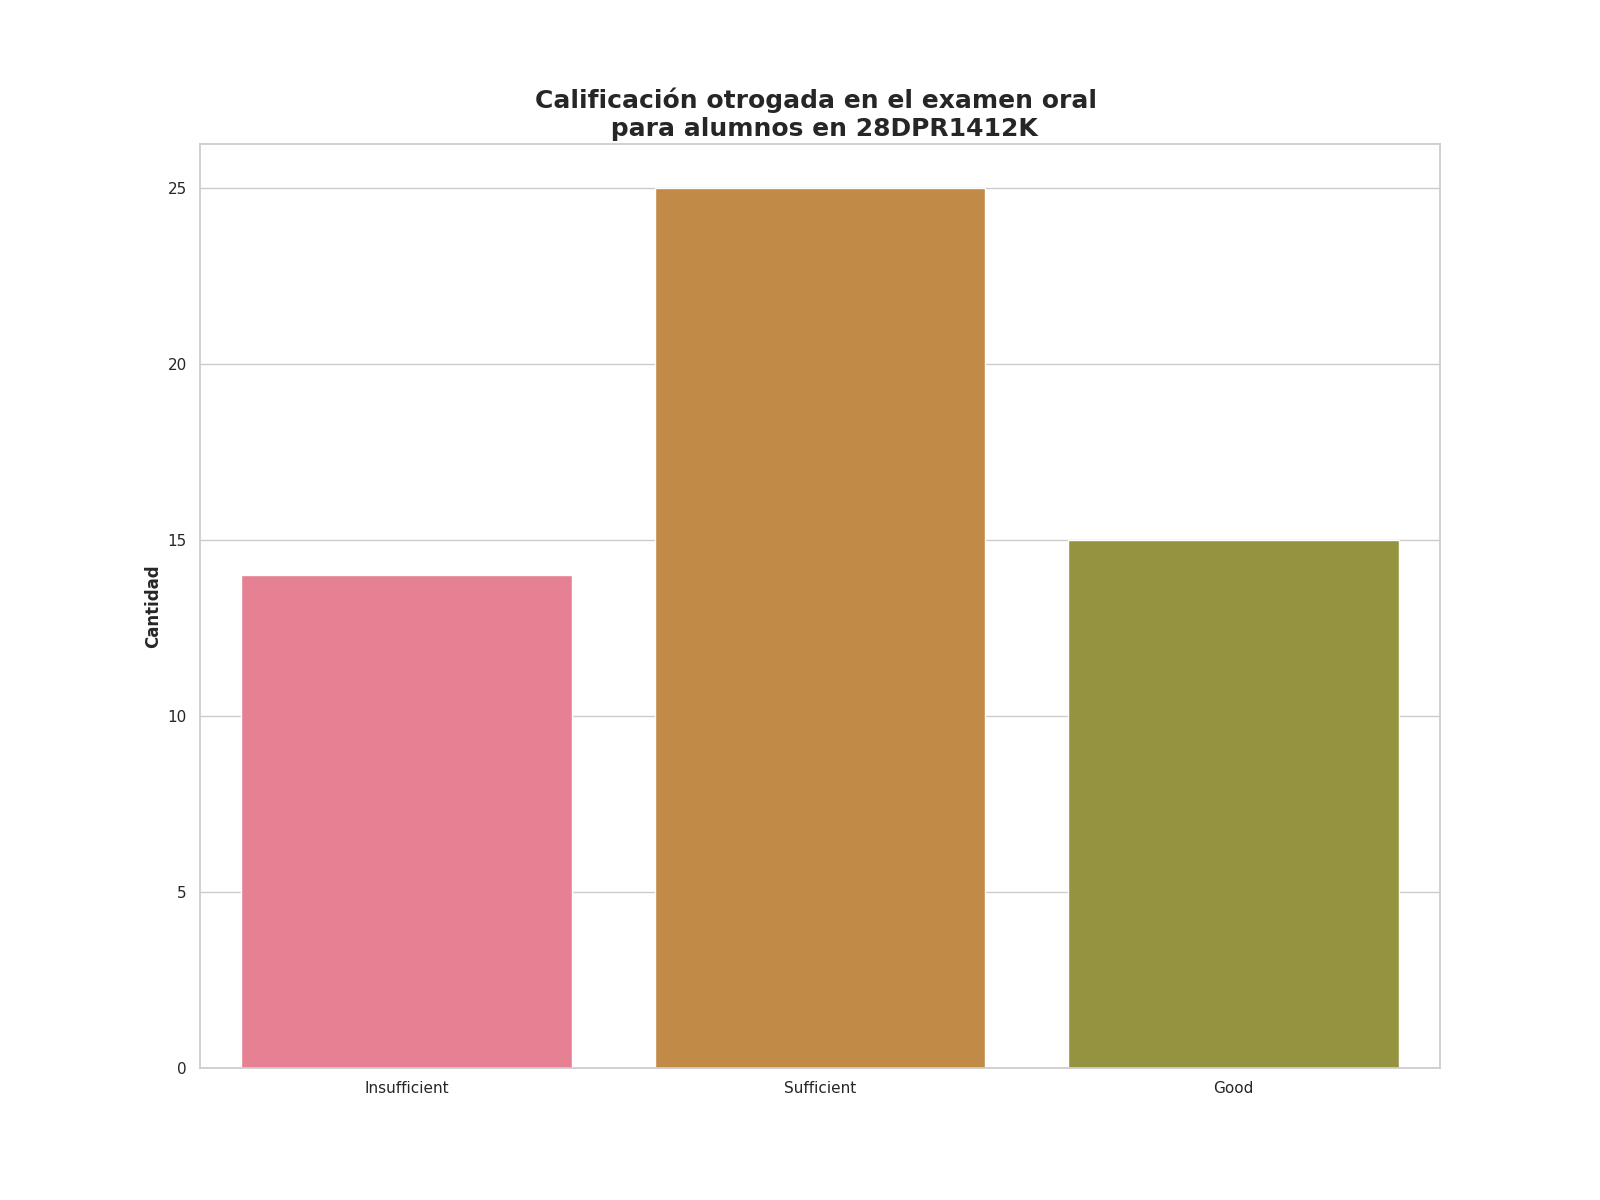 Calificación otrogada en el examen oral
para alumnos en 28DPR1412K
25
20
15
10
5
0
Cantidad
Insufficient
Sufficient
Good